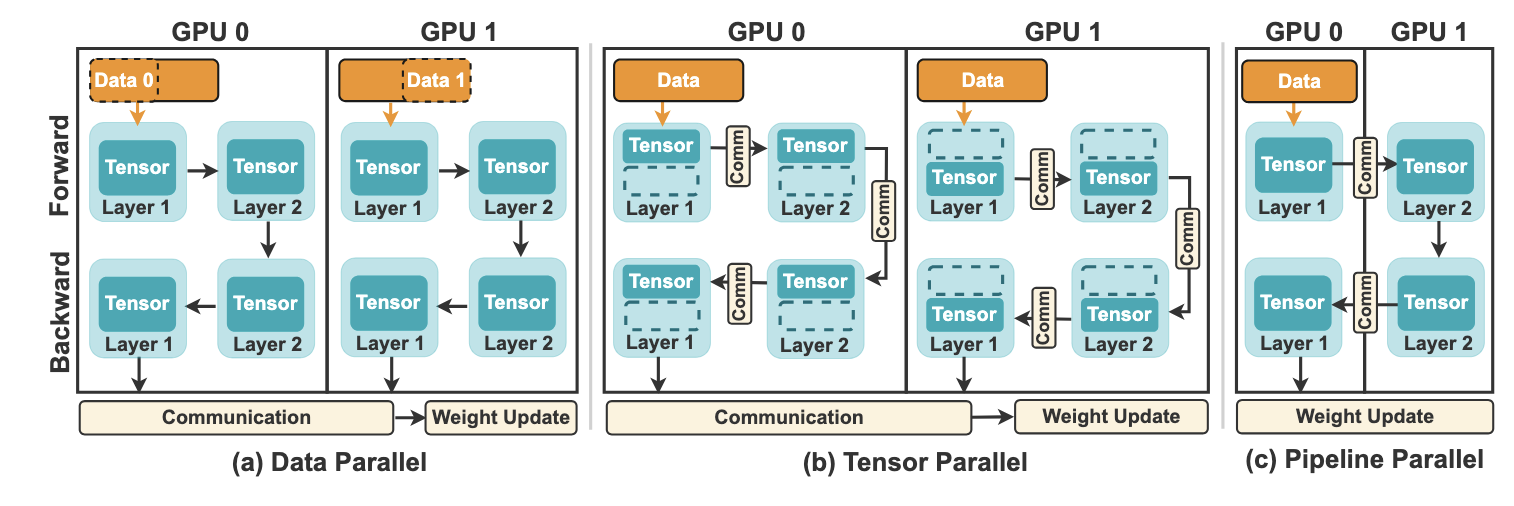 GPU 0 GPU 1 GPU 0 GPU 1 GPU 0 GPU 1
Data 0 Data 1 Data Data Data
Forward
Tensor Tensor Tensor Tensor Tensor Comm Tensor Tensor Comm Tensor Tensor Comm Tensor
Layer 1 Layer 2 Layer 1 Layer 2 Layer 1 Layer 2 Comm Layer 1 Layer 2 Comm Layer 1 Layer 2
Backward
Tensor Tensor Tensor Tensor Tensor Comm Tensor Tensor Comm Tensor Tensor Comm Tensor
Layer 1 Layer 2 Layer 1 Layer 2 Layer 1 Layer 2 Layer 1 Layer 2 Layer 1 Layer 2
Communication Weight Update Communication Weight Update Weight Update
(a) Data Parallel (b) Tensor Parallel (c) Pipeline Parallel